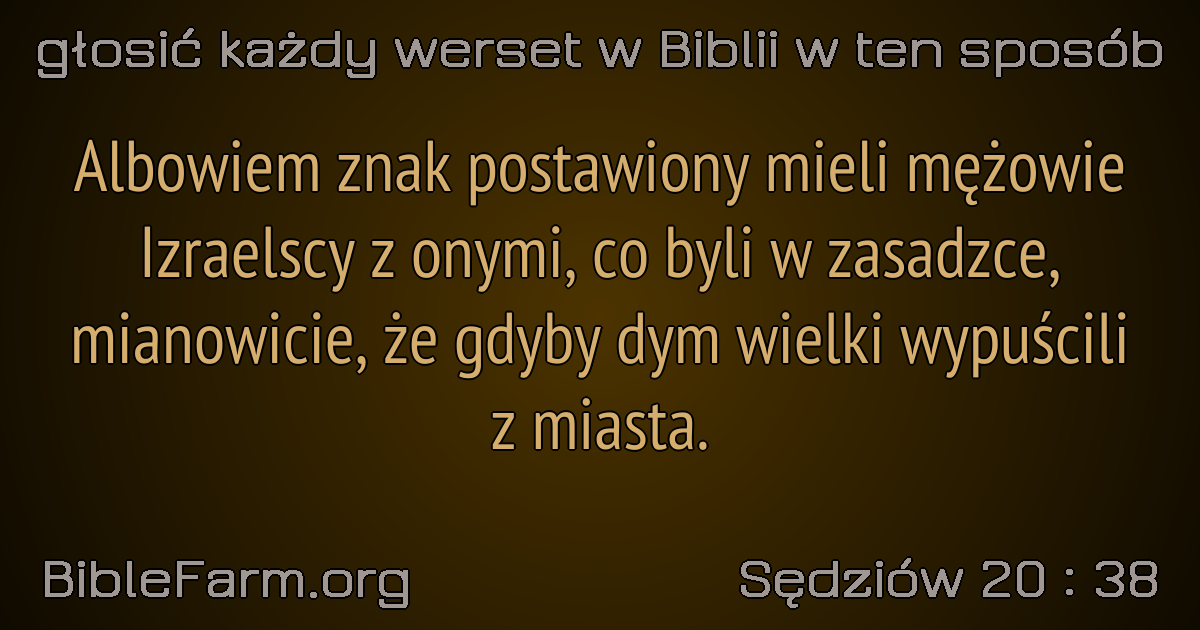 głosić każdy werset w Biblii w ten sposób
Albowiem znak postawiony mieli mężowie
Izraelscy z onymi, co byli w zasadzce,
mianowicie, że gdyby dym wielki wypuścili
z miasta.
BibleFarm.org
Sędziów 20 : 38